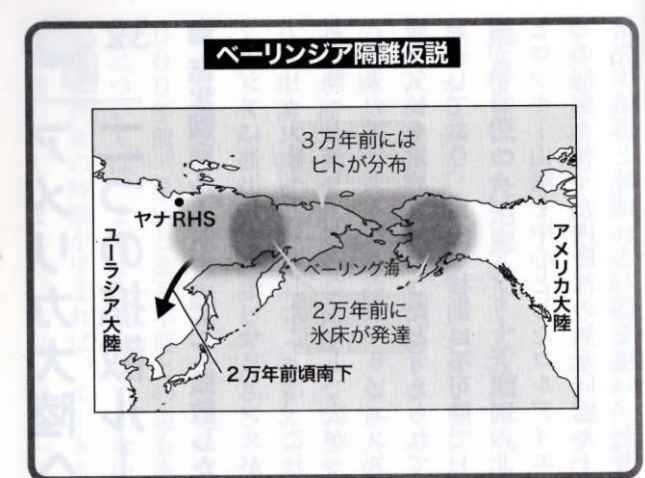 ベーリンジア隔離仮説
3万年前には
ヒトが分布
ヤナRHS
ユーラシア大陸
アメリカ大陸
ベーリング海
2万年前に
氷床が発達
2万年前頃南下